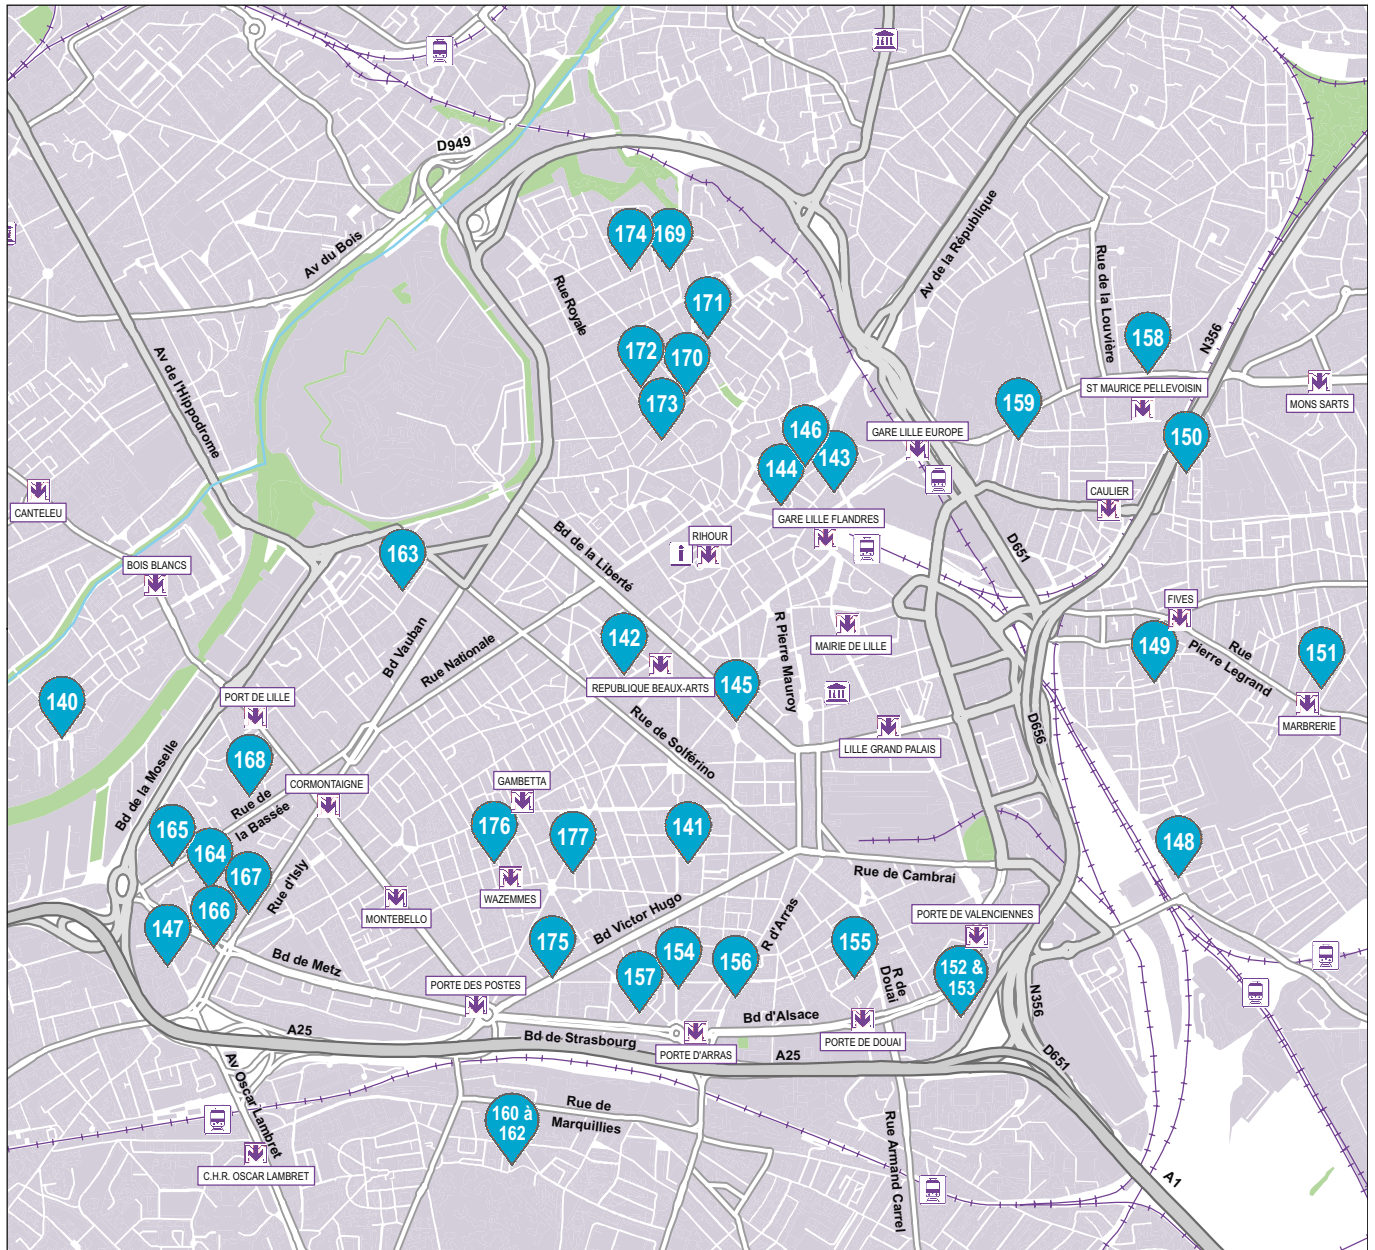 D949
Av du Bois
Av de la République
174
169
Rue Royale
171
Rue de la Louvière
N356
158
Av de l'Hippodrome
172
170
ST MAURICE PELLEVOISIN
MONS SARTS
173
159
146
GARE LILLE EUROPE
150
144
143
CANTELEU
CAULIER
GARE LILLE FLANDRES
Bd de la Liberté
RIHOUR
i
D651
163
BOIS BLANCS
FIVES
142
R Pierre Mauroy
MAIRIE DE LILLE
149
Rue
Pierre Legrand
151
Bd Vauban
Rue Nationale
REPUBLIQUE BEAUX-ARTS
145
140
PORT DE LILLE
MARBRERIE
Rue de Solférino
LILLE GRAND PALAIS
D656
168
Bd de la Moselle
CORMONTAIGNE
GAMBETTA
Rue de
la Bassée
165
176
177
141
148
164
167
Rue d'Isly
WAZEMMES
Rue de Cambrai
MONTEBELLO
166
147
Bd Victor Hugo
R d'Arras
PORTE DE VALENCIENNES
175
155
Bd de Metz
157
154
156
152 &
153
R de
Douai
PORTE DES POSTES
N356
A25
Bd de Strasbourg
Bd d'Alsace
PORTE D'ARRAS
A25
PORTE DE DOUAI
D651
Av Oscar Lambret
160 à
162
Rue de
Marquillies
Rue Armand Carrel
C.H.R. OSCAR LAMBRET
A1